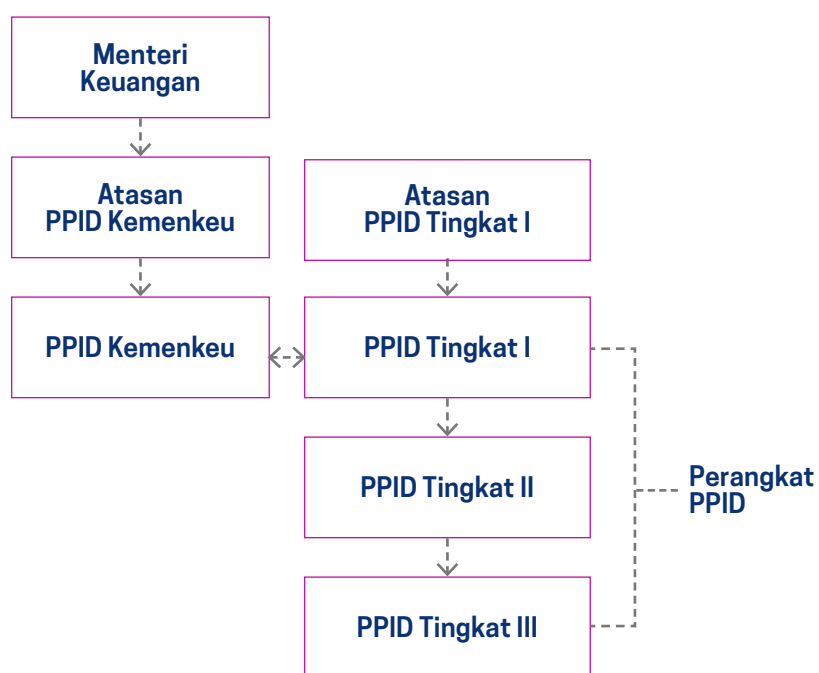 Menteri
Keuangan
Atasan
PPID Kemenkeu
Atasan
PPID Tingkat I
PPID Kemenkeu
PPID Tingkat I
PPID Tingkat II
Perangkat
PPID
PPID Tingkat III